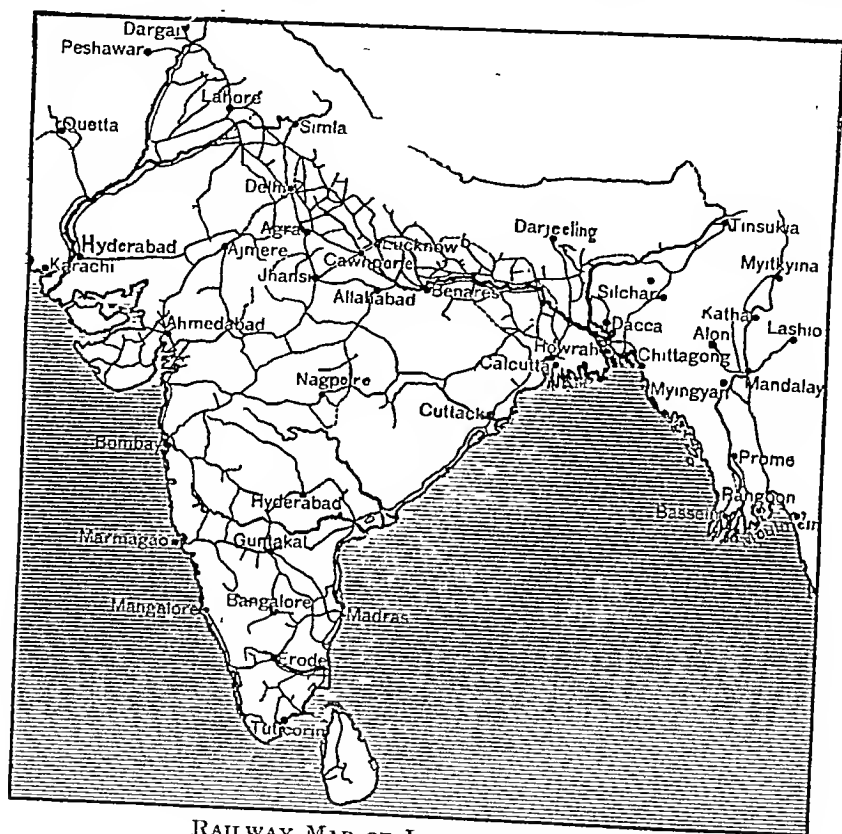 Dargai
Peshawar
Lahore
Quetta
Simla
Delhi
Agra
Lucknow
Darjeeling
Tinsukia
Hyderabad
Ajmere
Cawnpore
Karachi
Jhansi
Myitkyina
Silchar
Allahabad
Benares
Katha
Ahmedabad
Dacca
Alon
Lashio
Howrah
Chittagong
Calcutta
Nagpore
Myingyan
Mandalay
Cuttack
Bombay
Prome
Hyderabad
Rangoon
Bassein
Moulmein
Marmagao
Guntakal
Mangalore
Bangalore
Madras
Erode
Tuticorin
RAILWAY MAP OF